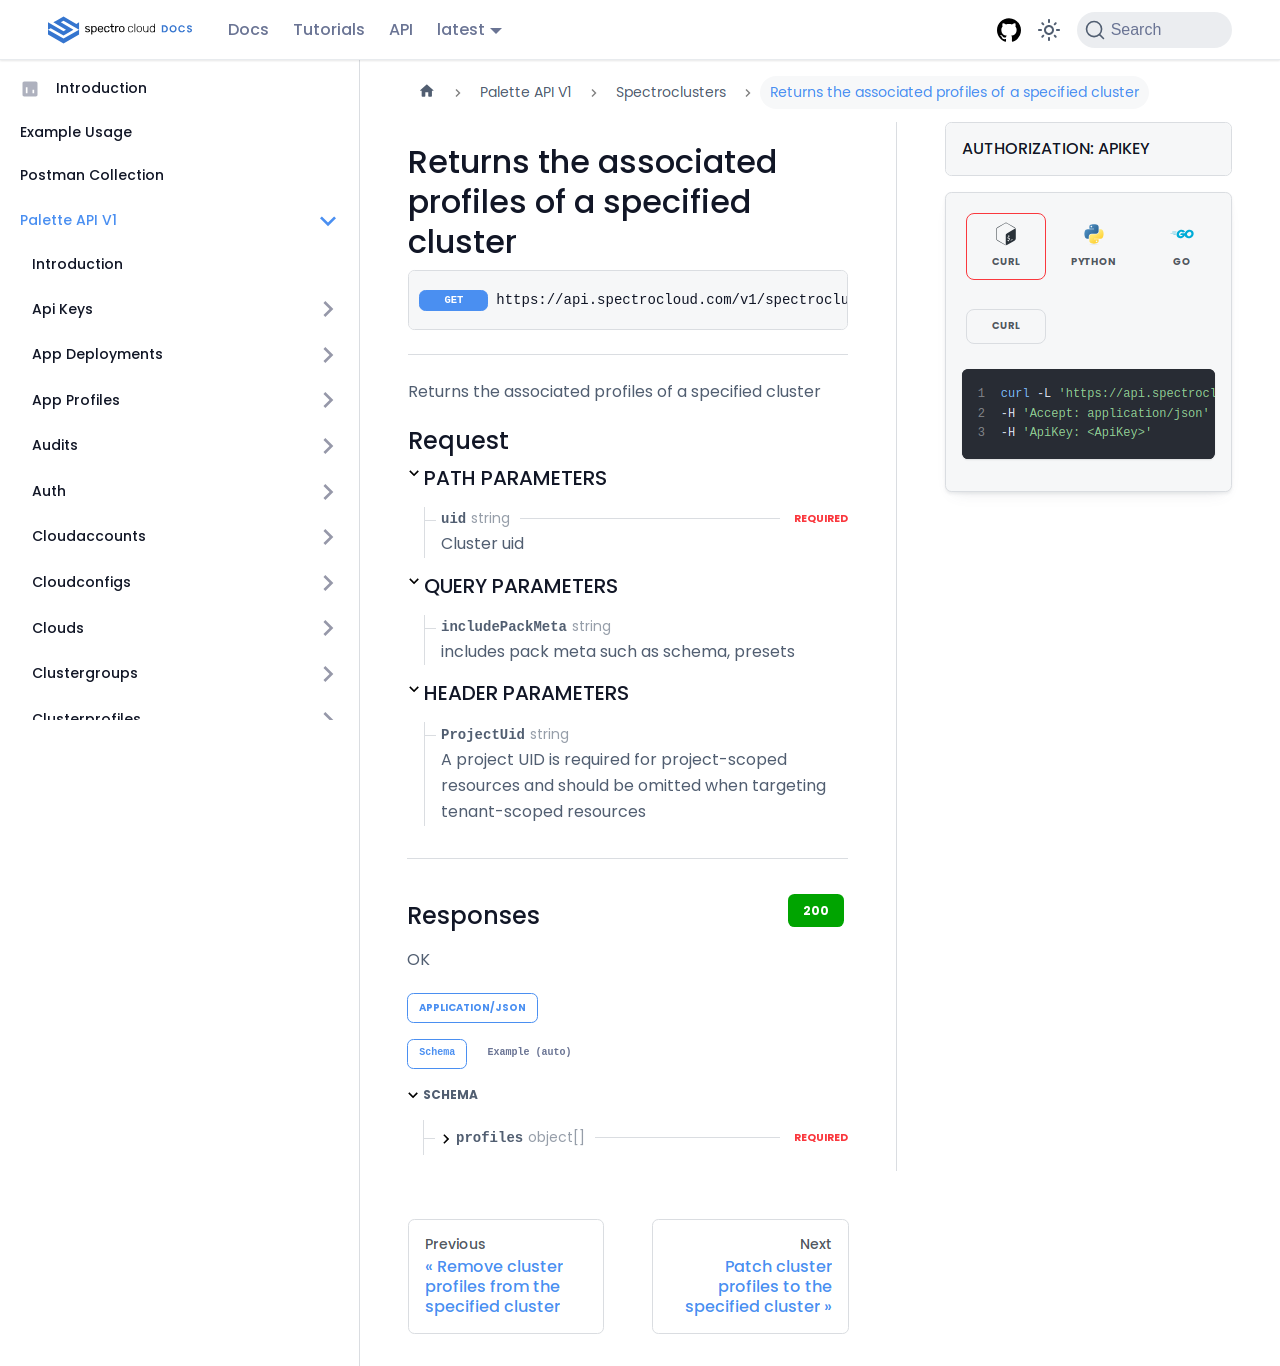 spectro cloud DOCS
Docs
Tutorials
API
latest
Search
Introduction
Example Usage
Postman Collection
Palette API V1
Introduction
Api Keys
App Deployments
App Profiles
Audits
Auth
Cloudaccounts
Cloudconfigs
Clouds
Clustergroups
Clusterprofiles
Palette API V1
Spectroclusters
Returns the associated profiles of a specified cluster
Returns the associated
profiles of a specified
cluster
GET https://api.spectrocloud.com/v1/spectroclu
Returns the associated profiles of a specified cluster
Request
PATH PARAMETERS
uid string REQUIRED
Cluster uid
QUERY PARAMETERS
includePackMeta string
includes pack meta such as schema, presets
HEADER PARAMETERS
ProjectUid string
A project UID is required for project-scoped
resources and should be omitted when targeting
tenant-scoped resources
Responses
200
OK
APPLICATION/JSON
Schema
Example (auto)
SCHEMA
profiles object[] REQUIRED
Previous
« Remove cluster
profiles from the
specified cluster
Next
Patch cluster
profiles to the
specified cluster »
AUTHORIZATION: APIKEY
CURL
PYTHON
GO
GO
CURL
1 curl -L 'https://api.spectrocl
2 -H 'Accept: application/json'
3 -H 'ApiKey: <ApiKey>'